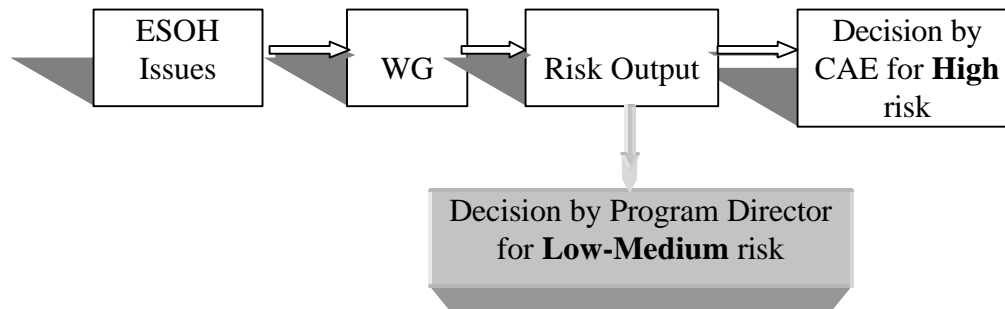 ESOH
Issues
WG
Risk Output
Decision by
CAE for High
risk
Decision by Program Director
for Low-Medium risk